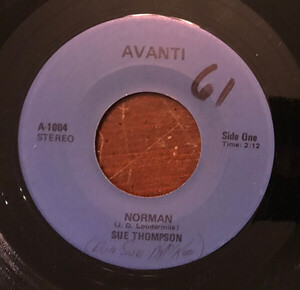 AVANTI
61
A-1004
STEREO
Side One
Time: 2:12
NORMAN
(J. D. Loudermilk)
SUE THOMPSON